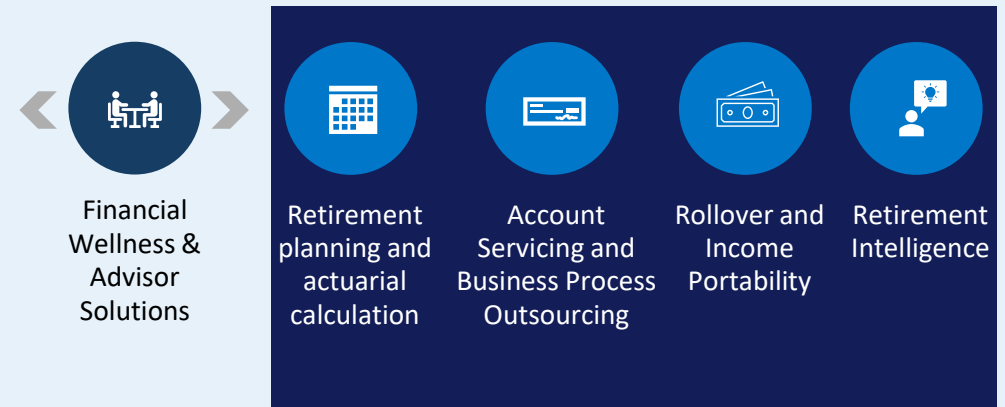 Financial
Wellness &
Advisor
Solutions
Retirement
planning and
actuarial
calculation
Account
Servicing and
Business Process
Outsourcing
Rollover and
Income
Portability
Retirement
Intelligence